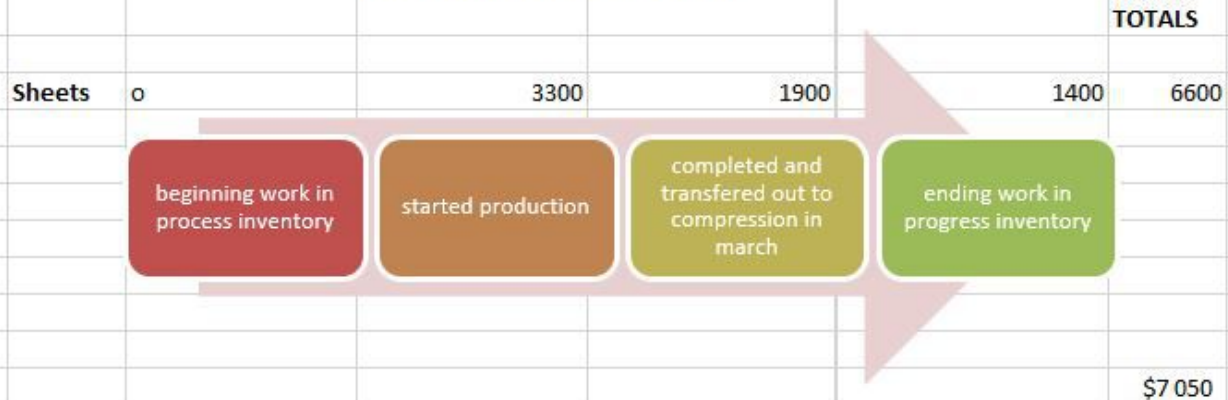 TOTALS
Sheets o 3300 1900 1400 6600
beginning work in
process inventory
started production
completed and
transfered out to
compression in
march
ending work in
progress inventory
$7 050